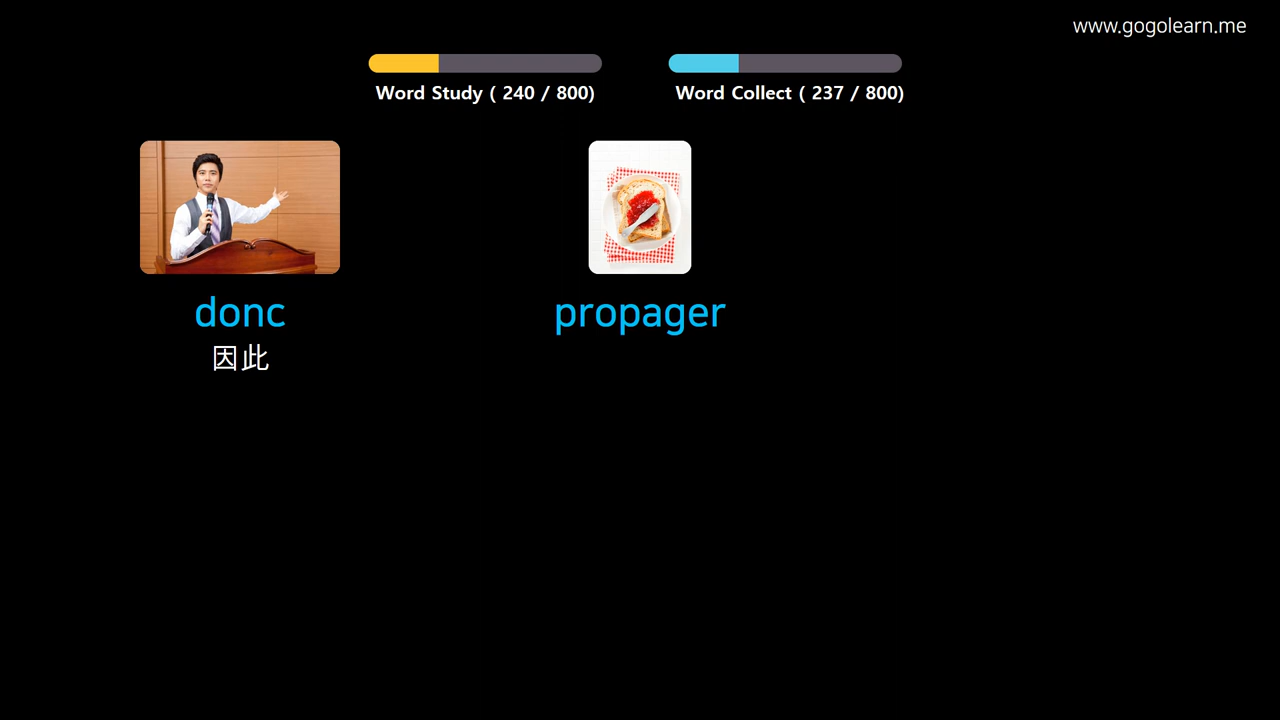 www.gogolearn.me
Word Study ( 240 / 800)
Word Collect ( 237 / 800)
donc
propager
因此